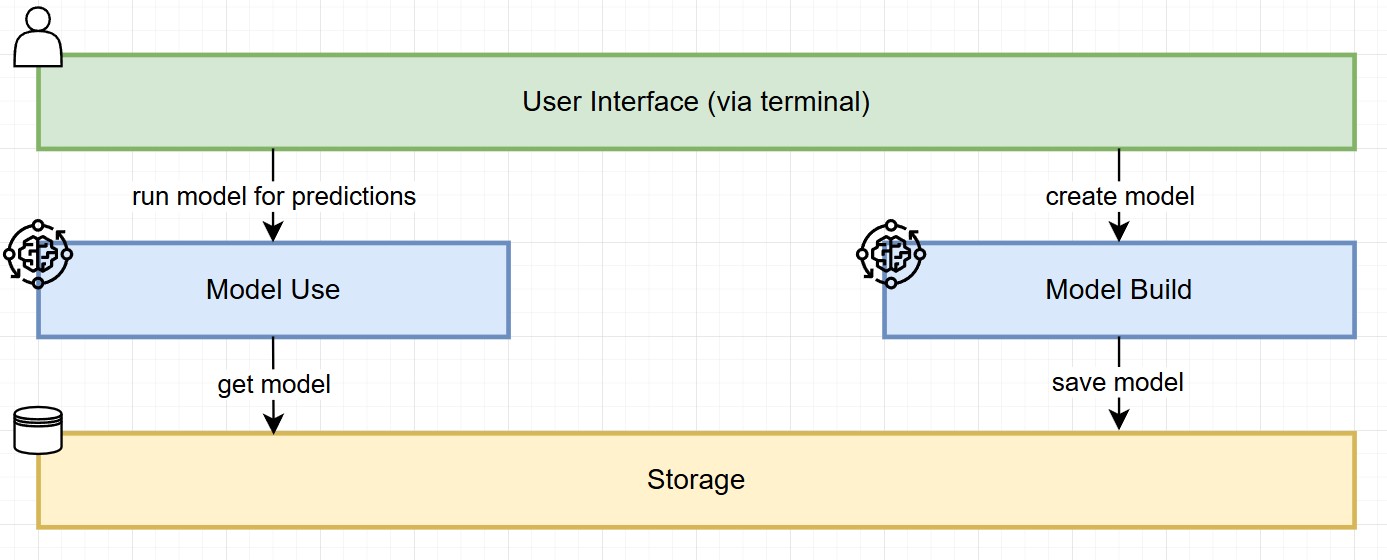 User Interface (via terminal)
run model for predictions
create model
Model Use
Model Build
get model
save model
Storage